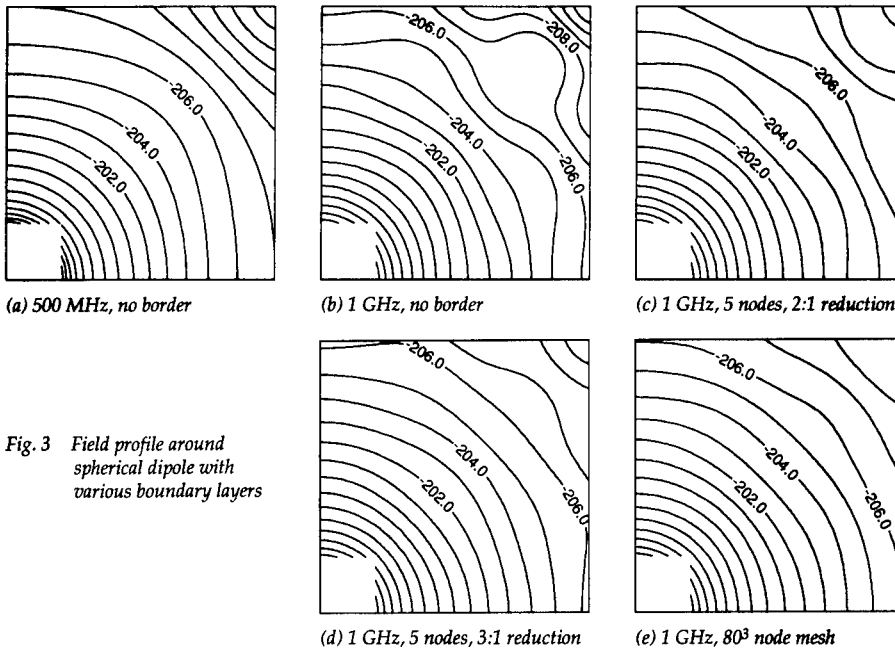 -206.0
-204.0
-202.0
(a) 500 MHz, no border
-206.0
-208.0
-204.0
-202.0
-206.0
(b) 1 GHz, no border
-206.0
-204.0
-202.0
(c) 1 GHz, 5 nodes, 2:1 reduction
Fig. 3 Field profile around
spherical dipole with
various boundary layers
-206.0
-204.0
-202.0
-206.0
(d) 1 GHz, 5 nodes, 3:1 reduction
-206.0
-204.0
-202.0
-206.0
(e) 1 GHz, 80³ node mesh